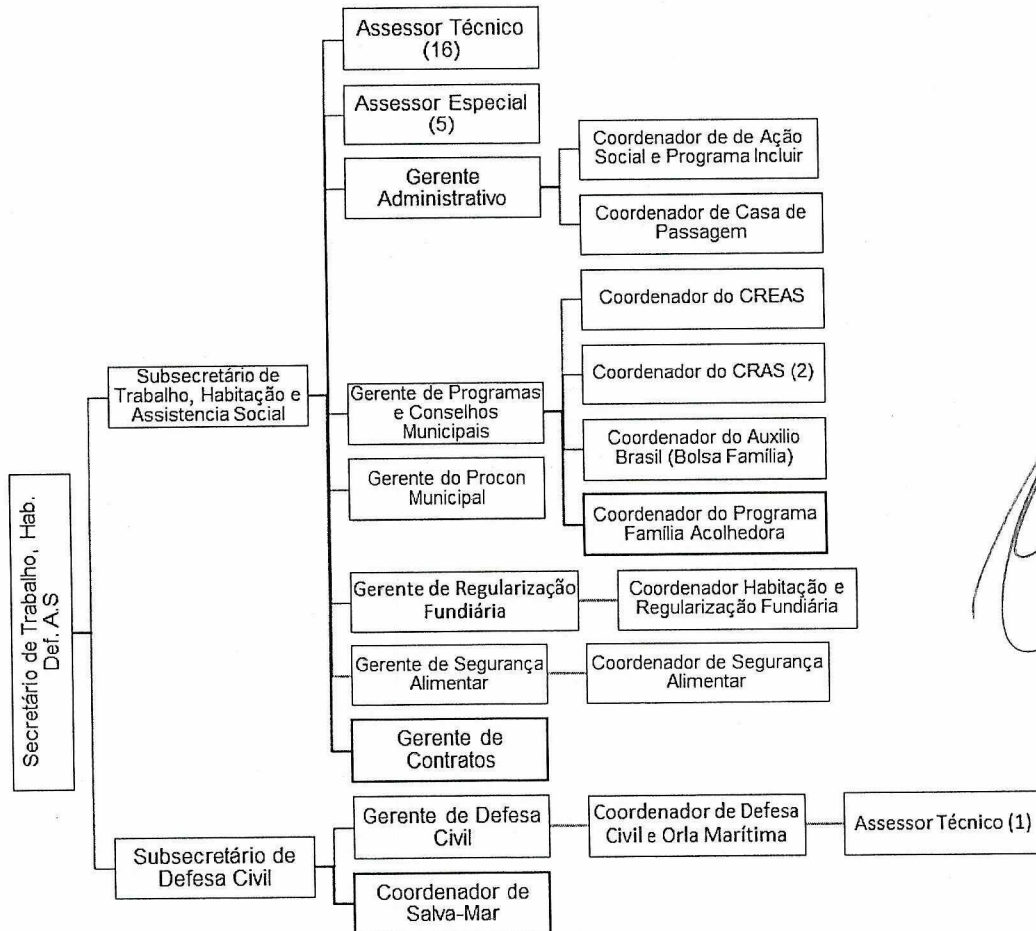 Assessor Técnico
(16)
Assessor Especial
(5)
Gerente
Administrativo
Coordenador de de Ação
Social e Programa Incluir
Coordenador de Casa de
Passagem
Coordenador do CREAS
Coordenador do CRAS (2)
Subsecretário de
Trabalho, Habitação e
Assistencia Social
Gerente de Programas
e Conselhos
Municipais
Coordenador do Auxilio
Brasil (Bolsa Família)
Gerente do Procon
Municipal
Coordenador do Programa
Família Acolhedora
Secretário de Trabalho, Hab.
Def. A.S
Gerente de Regularização
Fundiária
Coordenador Habitação e
Regularização Fundiária
Gerente de Segurança
Alimentar
Coordenador de Segurança
Alimentar
Gerente de
Contratos
Subsecretário de
Defesa Civil
Gerente de Defesa
Civil
Coordenador de Defesa
Civil e Orla Marítima
Assessor Técnico (1)
Coordenador de
Salva-Mar